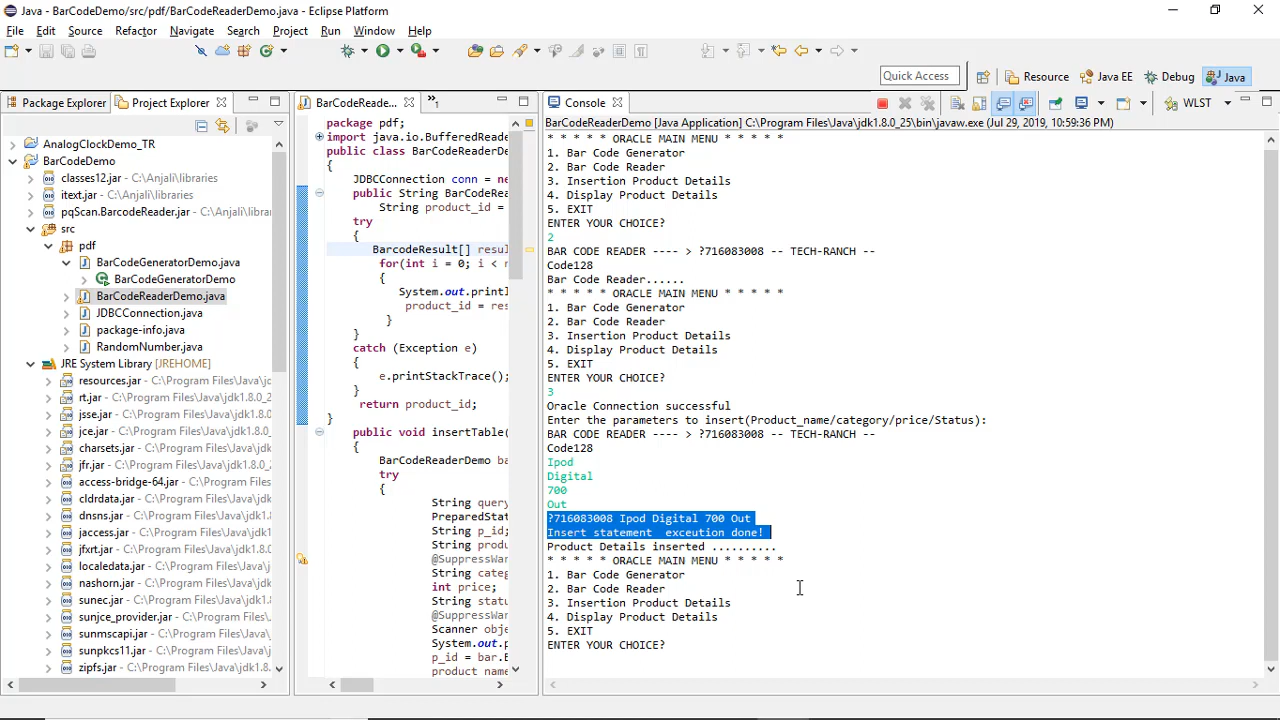 Java - BarCodeDemo/src/pdf/BarCodeReaderDemo.java - Eclipse Platform
File Edit Source Refactor Navigate Search Project Run Window Help
Quick Access Resource Java EE Debug Java
Package Explorer Project Explorer
AnalogClockDemo_TR
BarCodeDemo
classes12.jar - C:\Anjali\libraries
itext.jar - C:\Anjali\libraries
pqScan.BarcodeReader.jar - C:\Anjali\librar
src
pdf
BarCodeGeneratorDemo.java
BarCodeGeneratorDemo
BarCodeReaderDemo.java
JDBCConnection.java
package-info.java
RandomNumber.java
JRE System Library [JREHOME]
resources.jar - C:\Program Files\Java\jdk1.
rt.jar - C:\Program Files\Java\jdk1.8.0_25\
jsse.jar - C:\Program Files\Java\jdk1.8.0_
jce.jar - C:\Program Files\Java\jdk1.8.0_2
charsets.jar - C:\Program Files\Java\jdk1.8
jfr.jar - C:\Program Files\Java\jdk1.8.0_25
access-bridge-64.jar - C:\Program Files\Ja
cldrdata.jar - C:\Program Files\Java\jdk1.8
dnsns.jar - C:\Program Files\Java\jdk1.8.0
jaccess.jar - C:\Program Files\Java\jdk1.8.
jfxrt.jar - C:\Program Files\Java\jdk1.8.0_
localedata.jar - C:\Program Files\Java\jdk
nashorn.jar - C:\Program Files\Java\jdk1.8
sunec.jar - C:\Program Files\Java\jdk1.8.0
sunjce_provider.jar - C:\Program Files\Jav
sunmscapi.jar - C:\Program Files\Java\jdk
sunpkcs11.jar - C:\Program Files\Java\jdk
zipfs.jar - C:\Program Files\Java\jdk1.8.0
BarCodeReade... »1
package pdf;
import java.io.BufferedReade
public class BarCodeReaderDe
{
JDBCConnection conn = ne
public String BarCodeRea
String product_id =
try
{
BarcodeResult[] resul
for(int i = 0; i < r
{
System.out.println
product_id = res
}
}
catch (Exception e)
{
e.printStackTrace();
}
return product_id;
}
public void insertTable(
{
BarCodeReaderDemo ba
try
{
String query
PreparedStat
String p_id;
String produ
@SuppressWar
String categ
int price;
String statu
@SuppressWar
Scanner obje
System.out.p
p_id = bar.B
product name
Console WLST
BarCodeReaderDemo [Java Application] C:\Program Files\Java\jdk1.8.0_25\bin\javaw.exe (Jul 29, 2019, 10:59:36 PM)
* * * * * ORACLE MAIN MENU * * * * *
1. Bar Code Generator
2. Bar Code Reader
3. Insertion Product Details
4. Display Product Details
5. EXIT
ENTER YOUR CHOICE?
2
BAR CODE READER ---- > ?716083008 -- TECH-RANCH --
Code128
Bar Code Reader......
* * * * * ORACLE MAIN MENU * * * * *
1. Bar Code Generator
2. Bar Code Reader
3. Insertion Product Details
4. Display Product Details
5. EXIT
ENTER YOUR CHOICE?
3
Oracle Connection successful
Enter the parameters to insert(Product_name/category/price/Status):
BAR CODE READER ---- > ?716083008 -- TECH-RANCH --
Code128
Ipod
Digital
700
Out
?716083008 Ipod Digital 700 Out
Insert statement  exceution done!
Product Details inserted ..........
* * * * * ORACLE MAIN MENU * * * * *
1. Bar Code Generator
2. Bar Code Reader
3. Insertion Product Details
4. Display Product Details
5. EXIT
ENTER YOUR CHOICE?